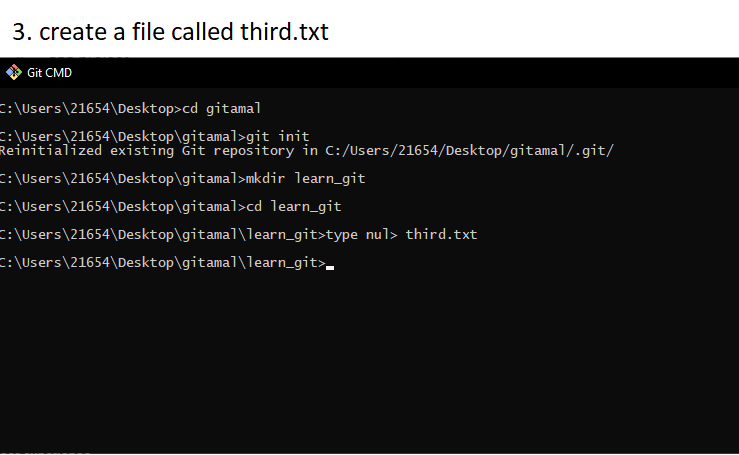 3. create a file called third.txt
Git CMD
C:\Users\21654\Desktop>cd gitamal
C:\Users\21654\Desktop\gitamal>git init
Reinitialized existing Git repository in C:/Users/21654/Desktop/gitamal/.git/
C:\Users\21654\Desktop\gitamal>mkdir learn_git
C:\Users\21654\Desktop\gitamal>cd learn_git
C:\Users\21654\Desktop\gitamal\learn_git>type nul> third.txt
C:\Users\21654\Desktop\gitamal\learn_git>